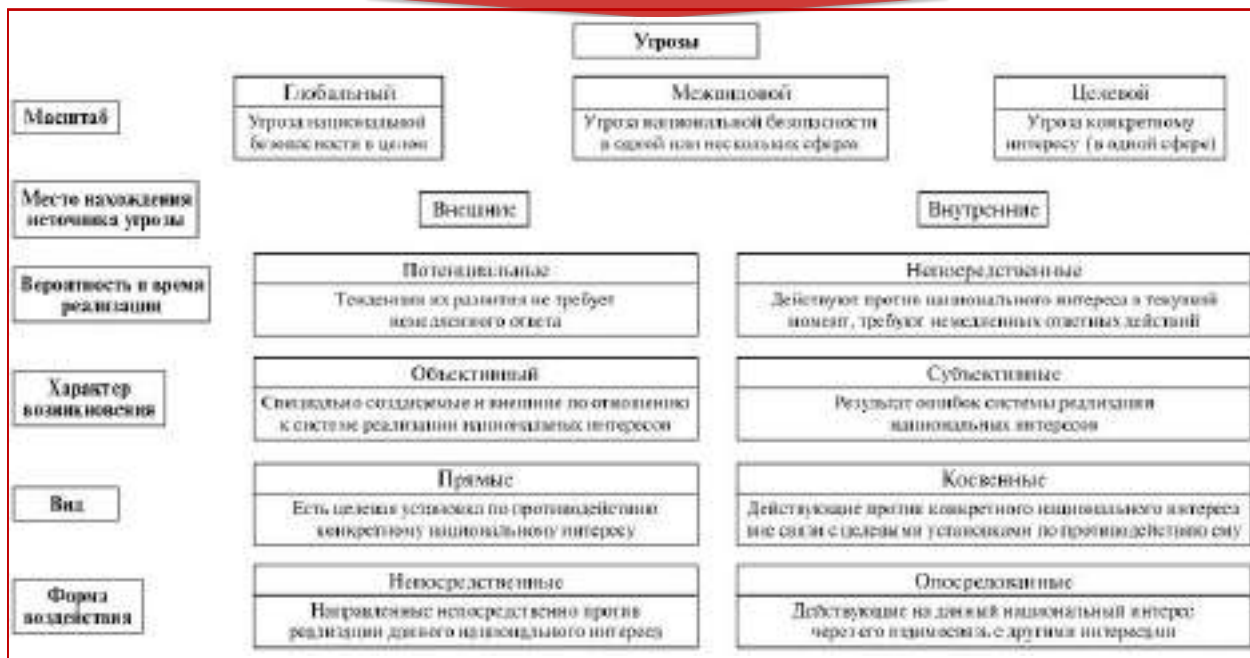 Угрозы
Масштаб
Глобальный
Угроза национальной
безопасности в целом
Межвидовой
Угроза национальной безопасности
в одной или нескольких сферах
Целевой
Угроза конкретному
интересу (в одной сфере)
Место нахождения
источника угрозы
Внешние
Внутренние
Вероятность и время
реализации
Потенциальные
Тенденции их развития не требует
немедленного ответа
Непосредственные
Действуют против национального интереса в текущий
момент, требуют немедленных ответных действий
Характер
возникновения
Объективный
Специально создаваемые и внешние по отношению
к системе реализации национальных интересов
Субъективные
Результат ошибок системы реализации
национальных интересов
Вид
Прямые
Есть целевая установка по противодействию
конкретному национальному интересу
Косвенные
Действующие против конкретного национального интереса
вне связи с целевыми установками по противодействию ему
Форма
воздействия
Непосредственные
Направленные непосредственно против
реализации данного национального интереса
Опосредованные
Действующие на данный национальный интерес
через его взаимосвязь с другими интересами